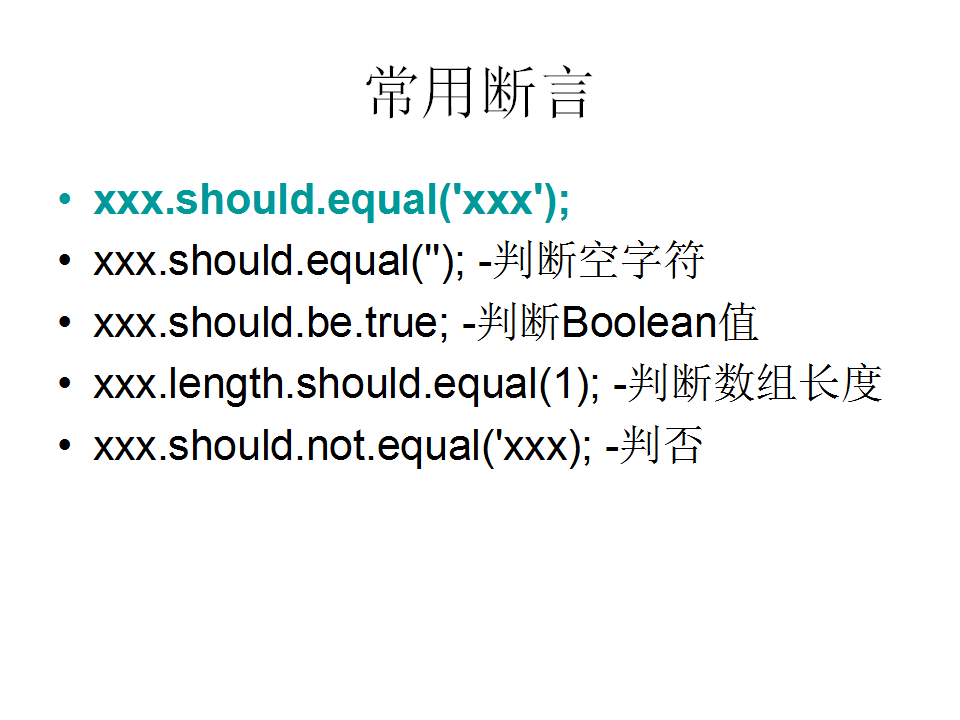 常用断言
• xxx.should.equal('xxx');
• xxx.should.equal(''); -判断空字符
• xxx.should.be.true; -判断Boolean值
• xxx.length.should.equal(1); -判断数组长度
• xxx.should.not.equal('xxx); -判否